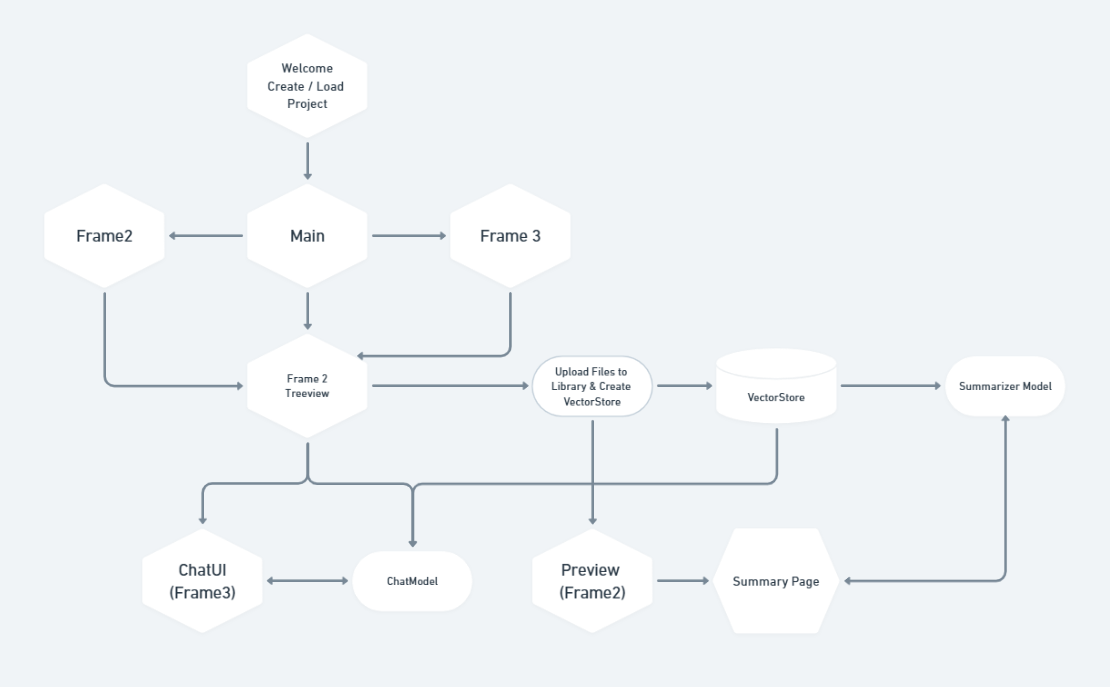 Welcome
Create / Load
Project
Frame2
Main
Frame 3
Frame 2
Treeview
Upload Files to
Library & Create
VectorStore
VectorStore
Summarizer Model
ChatUI
(Frame3)
ChatModel
Preview
(Frame2)
Summary Page